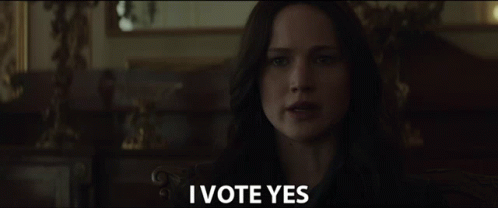 I VOTE YES